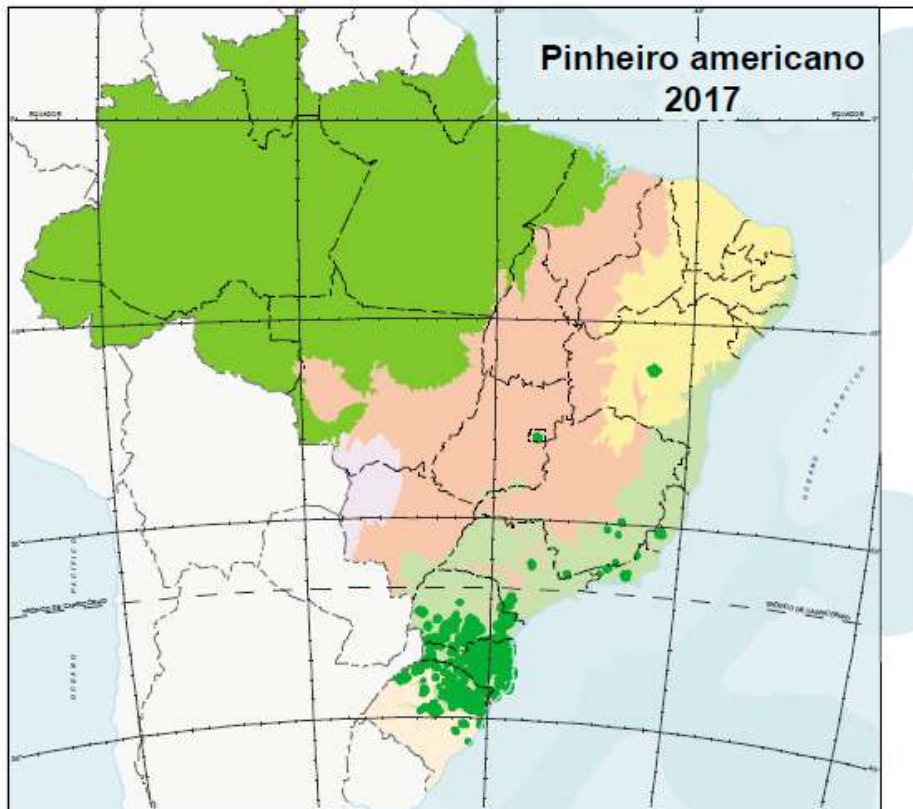 Pinheiro americano
2017
EQUADOR
EQUADOR
OCEANO ATLÂNTICO
OCEANO PACÍFICO
TRÓPICO DE CAPRICÓRNIO
TRÓPICO DE CAPRICÓRNIO